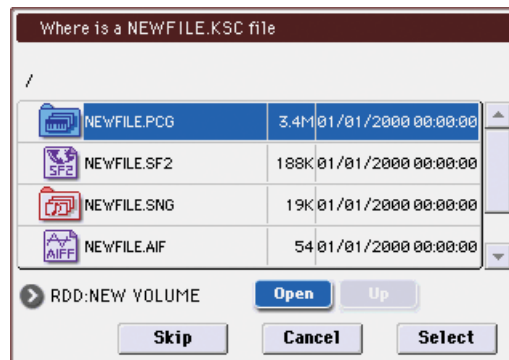 Where is a NEWFILE.KSC file
/
NEWFILE.PCG 3.4M 01/01/2000 00:00:00
SF2 NEWFILE.SF2 188K 01/01/2000 00:00:00
NEWFILE.SNG 19K 01/01/2000 00:00:00
AIFF NEWFILE.AIF 54 01/01/2000 00:00:00
RDD:NEW VOLUME Open Up
Skip Cancel Select